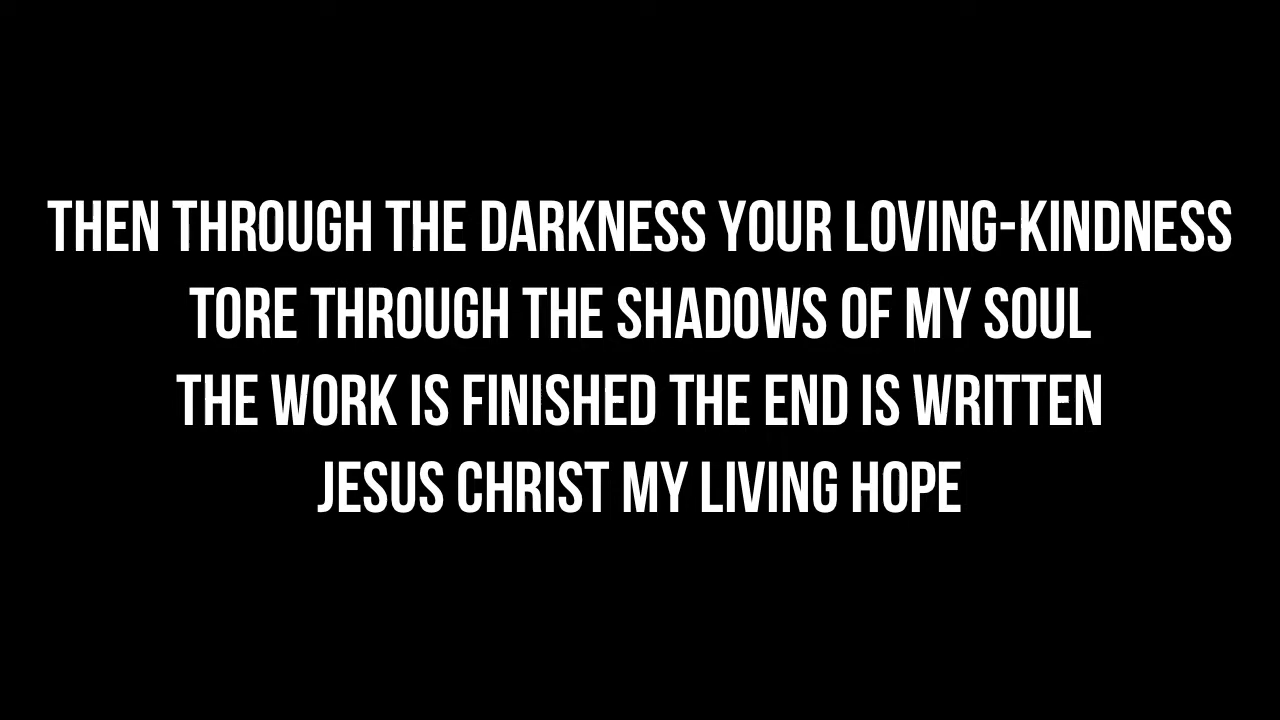 THEN THROUGH THE DARKNESS YOUR LOVING-KINDNESS
TORE THROUGH THE SHADOWS OF MY SOUL
THE WORK IS FINISHED THE END IS WRITTEN
JESUS CHRIST MY LIVING HOPE